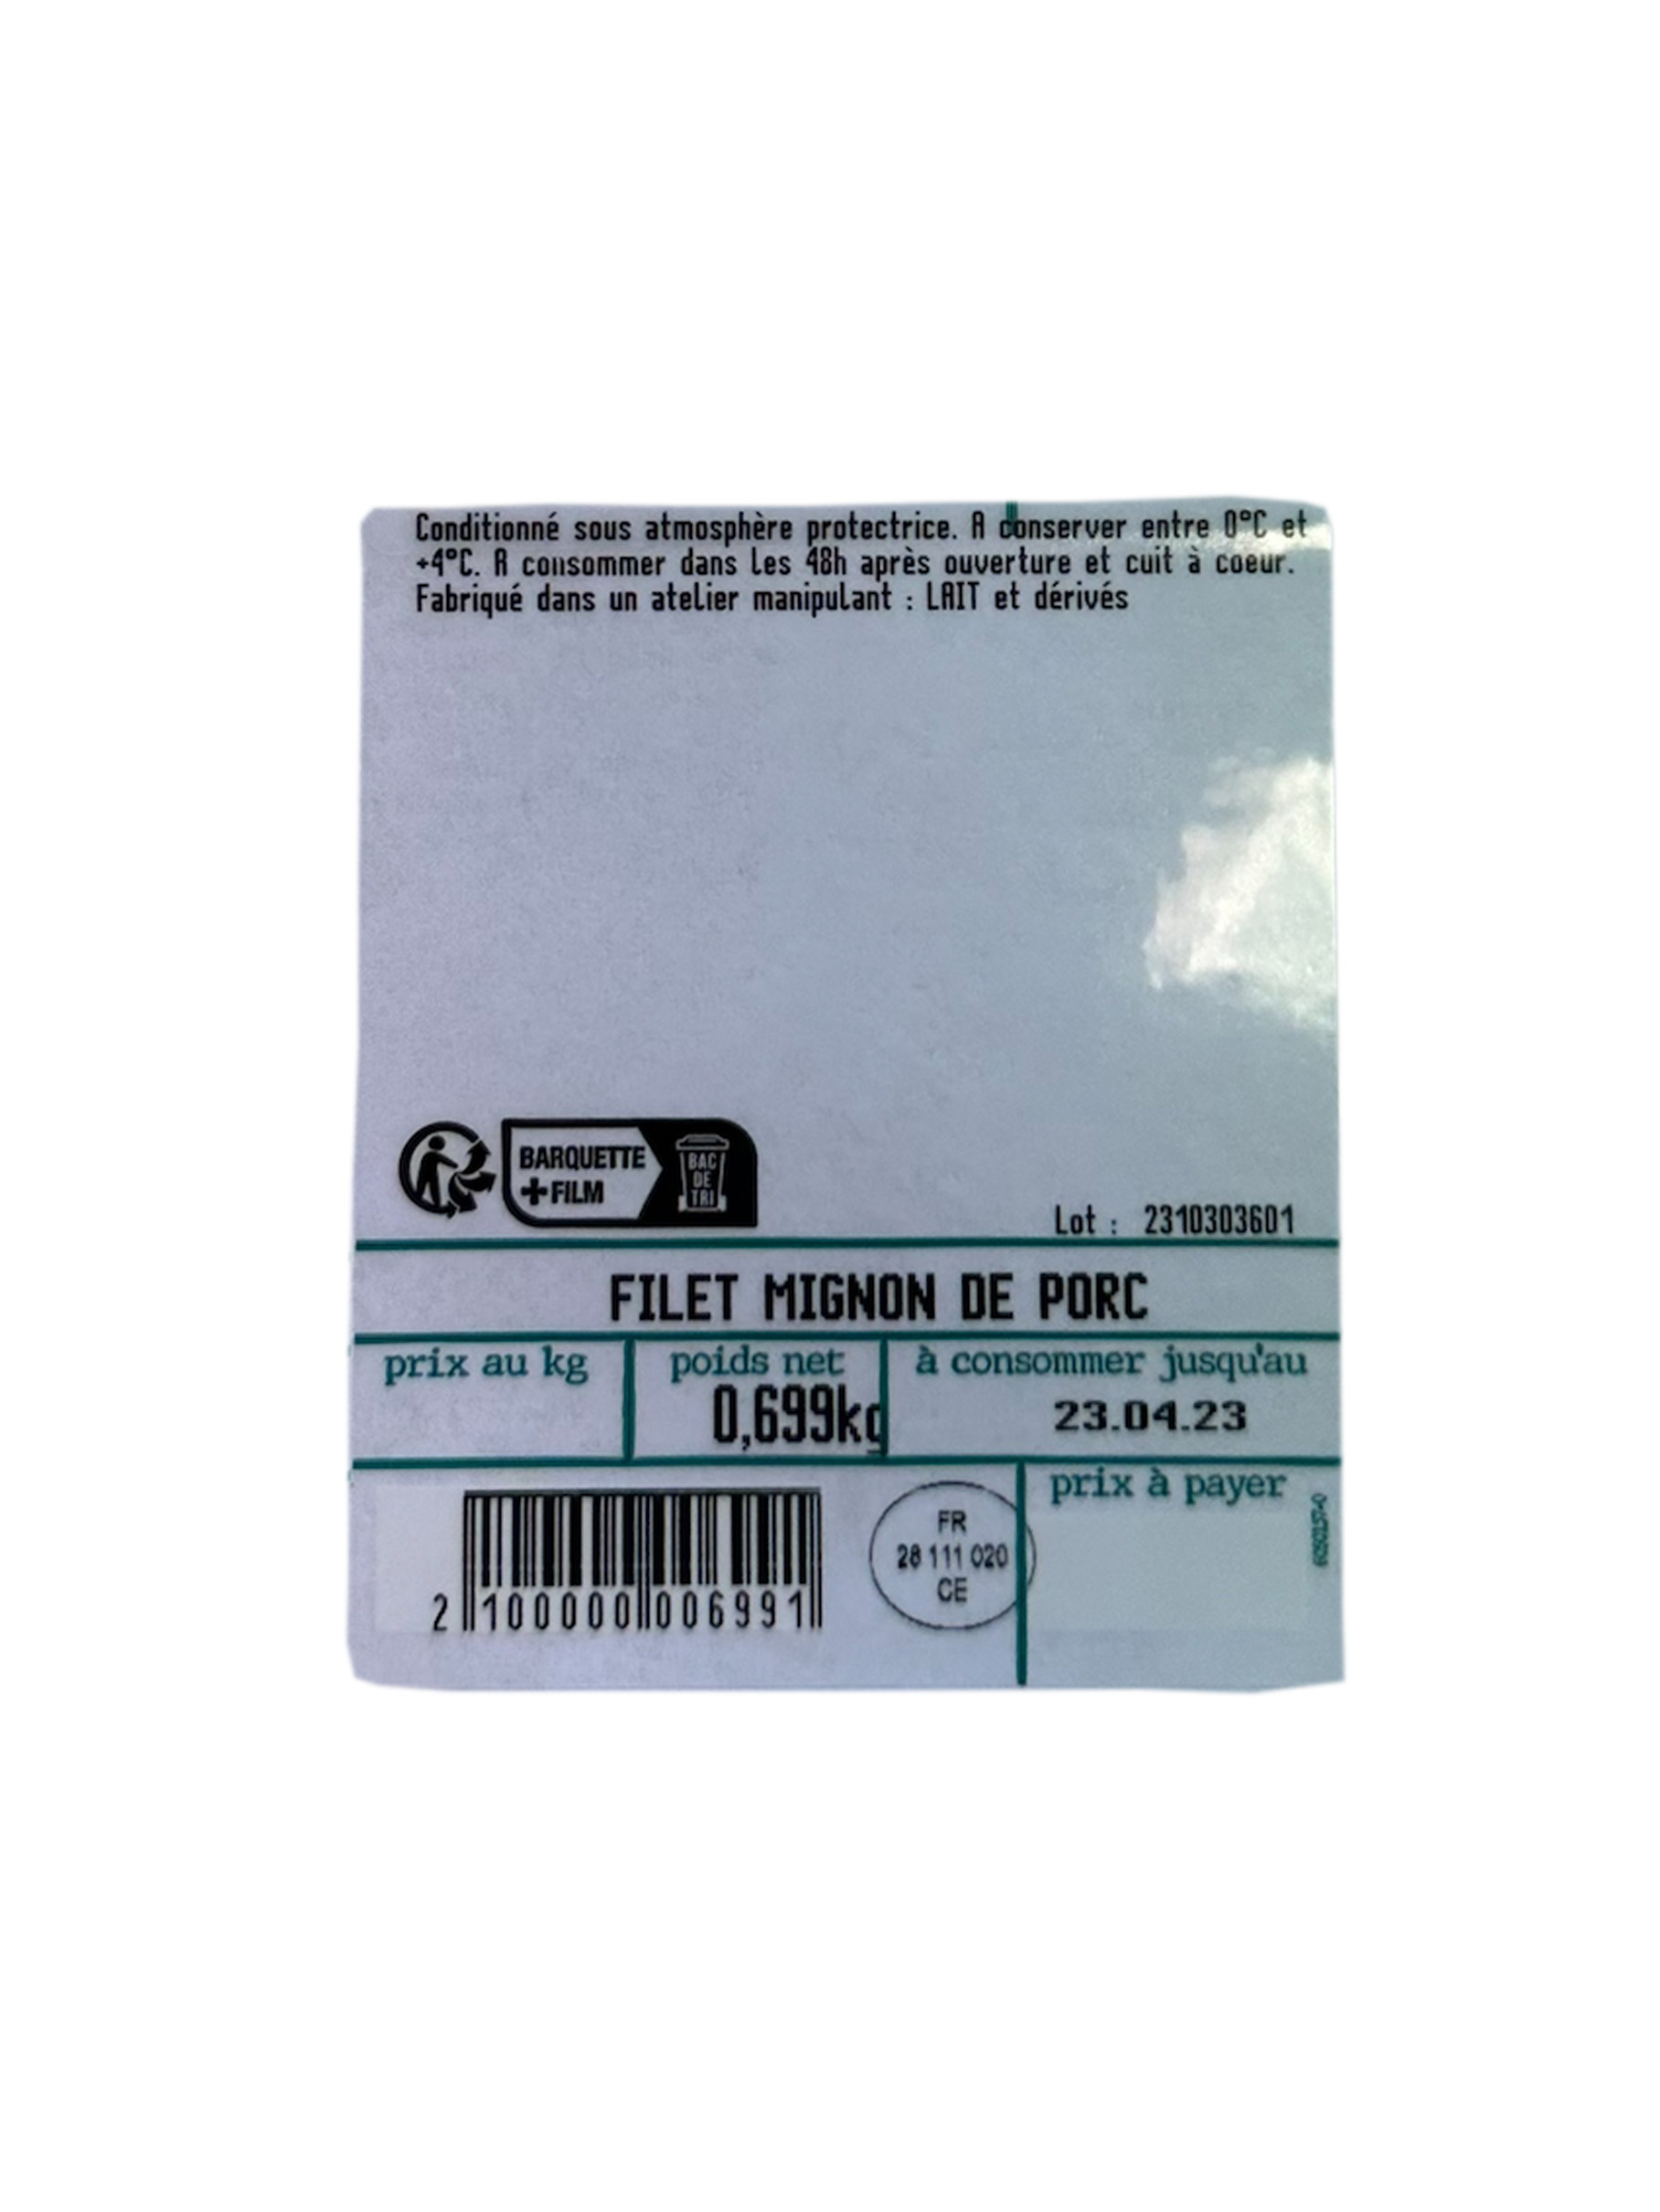 Conditionné sous atmosphère protectrice. A conserver entre 0°C et
+4°C. A consommer dans les 48h après ouverture et cuit à coeur.
Fabriqué dans un atelier manipulant : LAIT et dérivés
BARQUETTE
+FILM
BAC
DE
TRI
Lot : 2310303601
FILET MIGNON DE PORC
prix au kg
poids net
à consommer jusqu'au
0,699kg
23.04.23
prix à payer
FR
28 111 020
CE
2 100000 006991